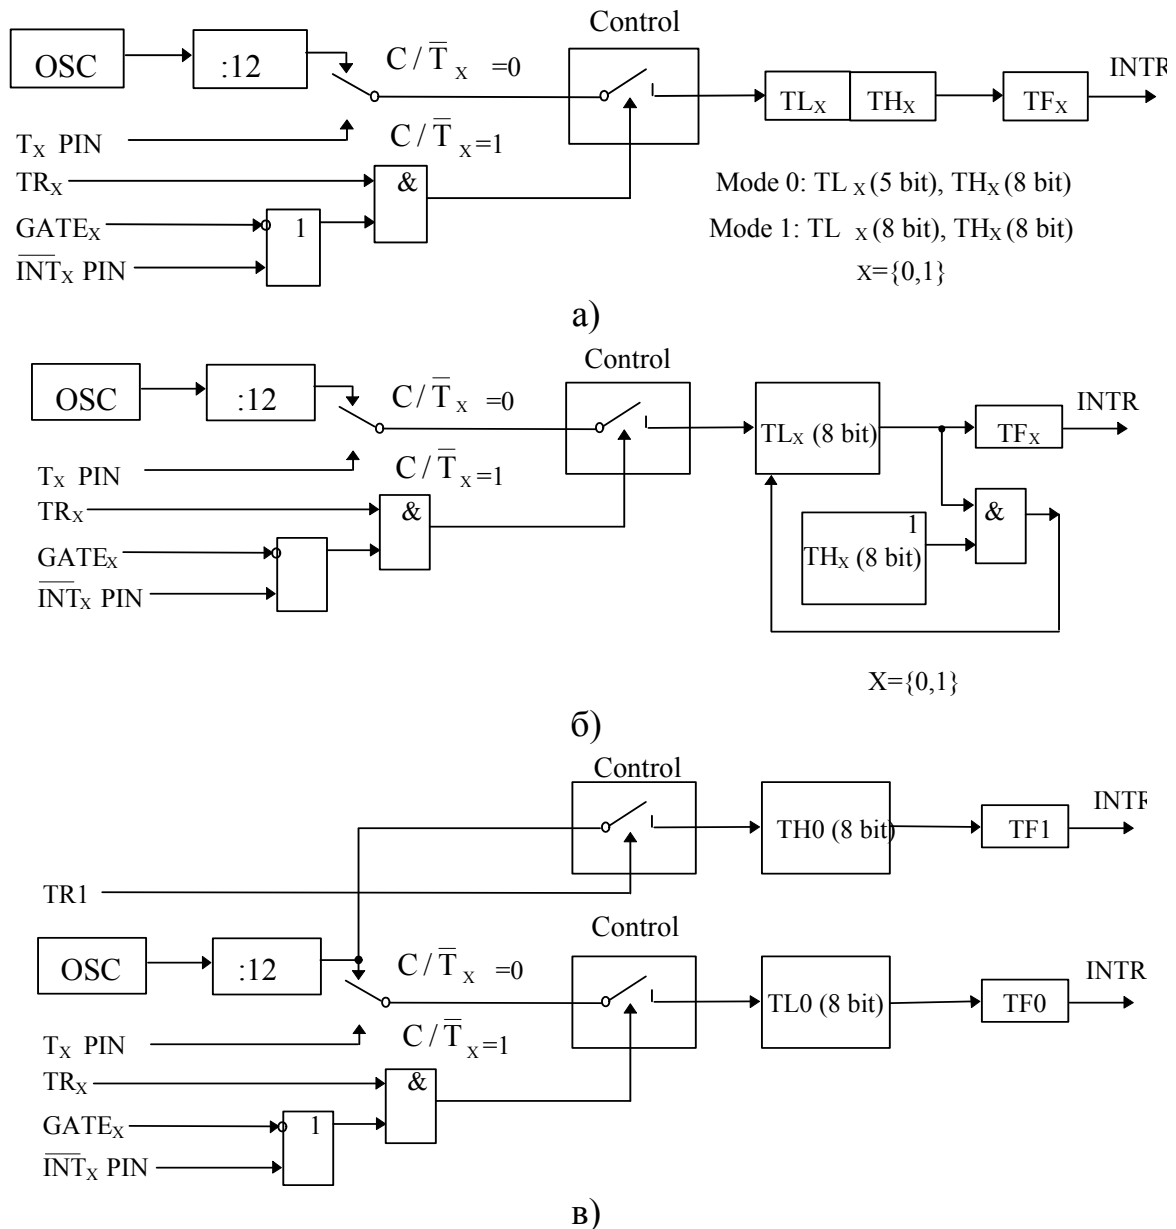 Control
OSC
:12
C / T̅ X =0
TLX
THX
TFX
INTR
TX PIN
C / T̅ X=1
TRX
&
Mode 0: TL X (5 bit), THX (8 bit)
GATEX
1
Mode 1: TL X (8 bit), THX (8 bit)
I̅N̅T̅X PIN
X={0,1}
а)
Control
OSC
:12
C / T̅ X =0
TLX (8 bit)
TFX
INTR
TX PIN
C / T̅ X=1
TRX
&
&
1
GATEX
THX (8 bit)
I̅N̅T̅X PIN
X={0,1}
б)
Control
TH0 (8 bit)
TF1
INTR
TR1
Control
OSC
:12
C / T̅ X =0
TL0 (8 bit)
TF0
INTR
TX PIN
C / T̅ X=1
TRX
&
GATEX
1
I̅N̅T̅X PIN
в)